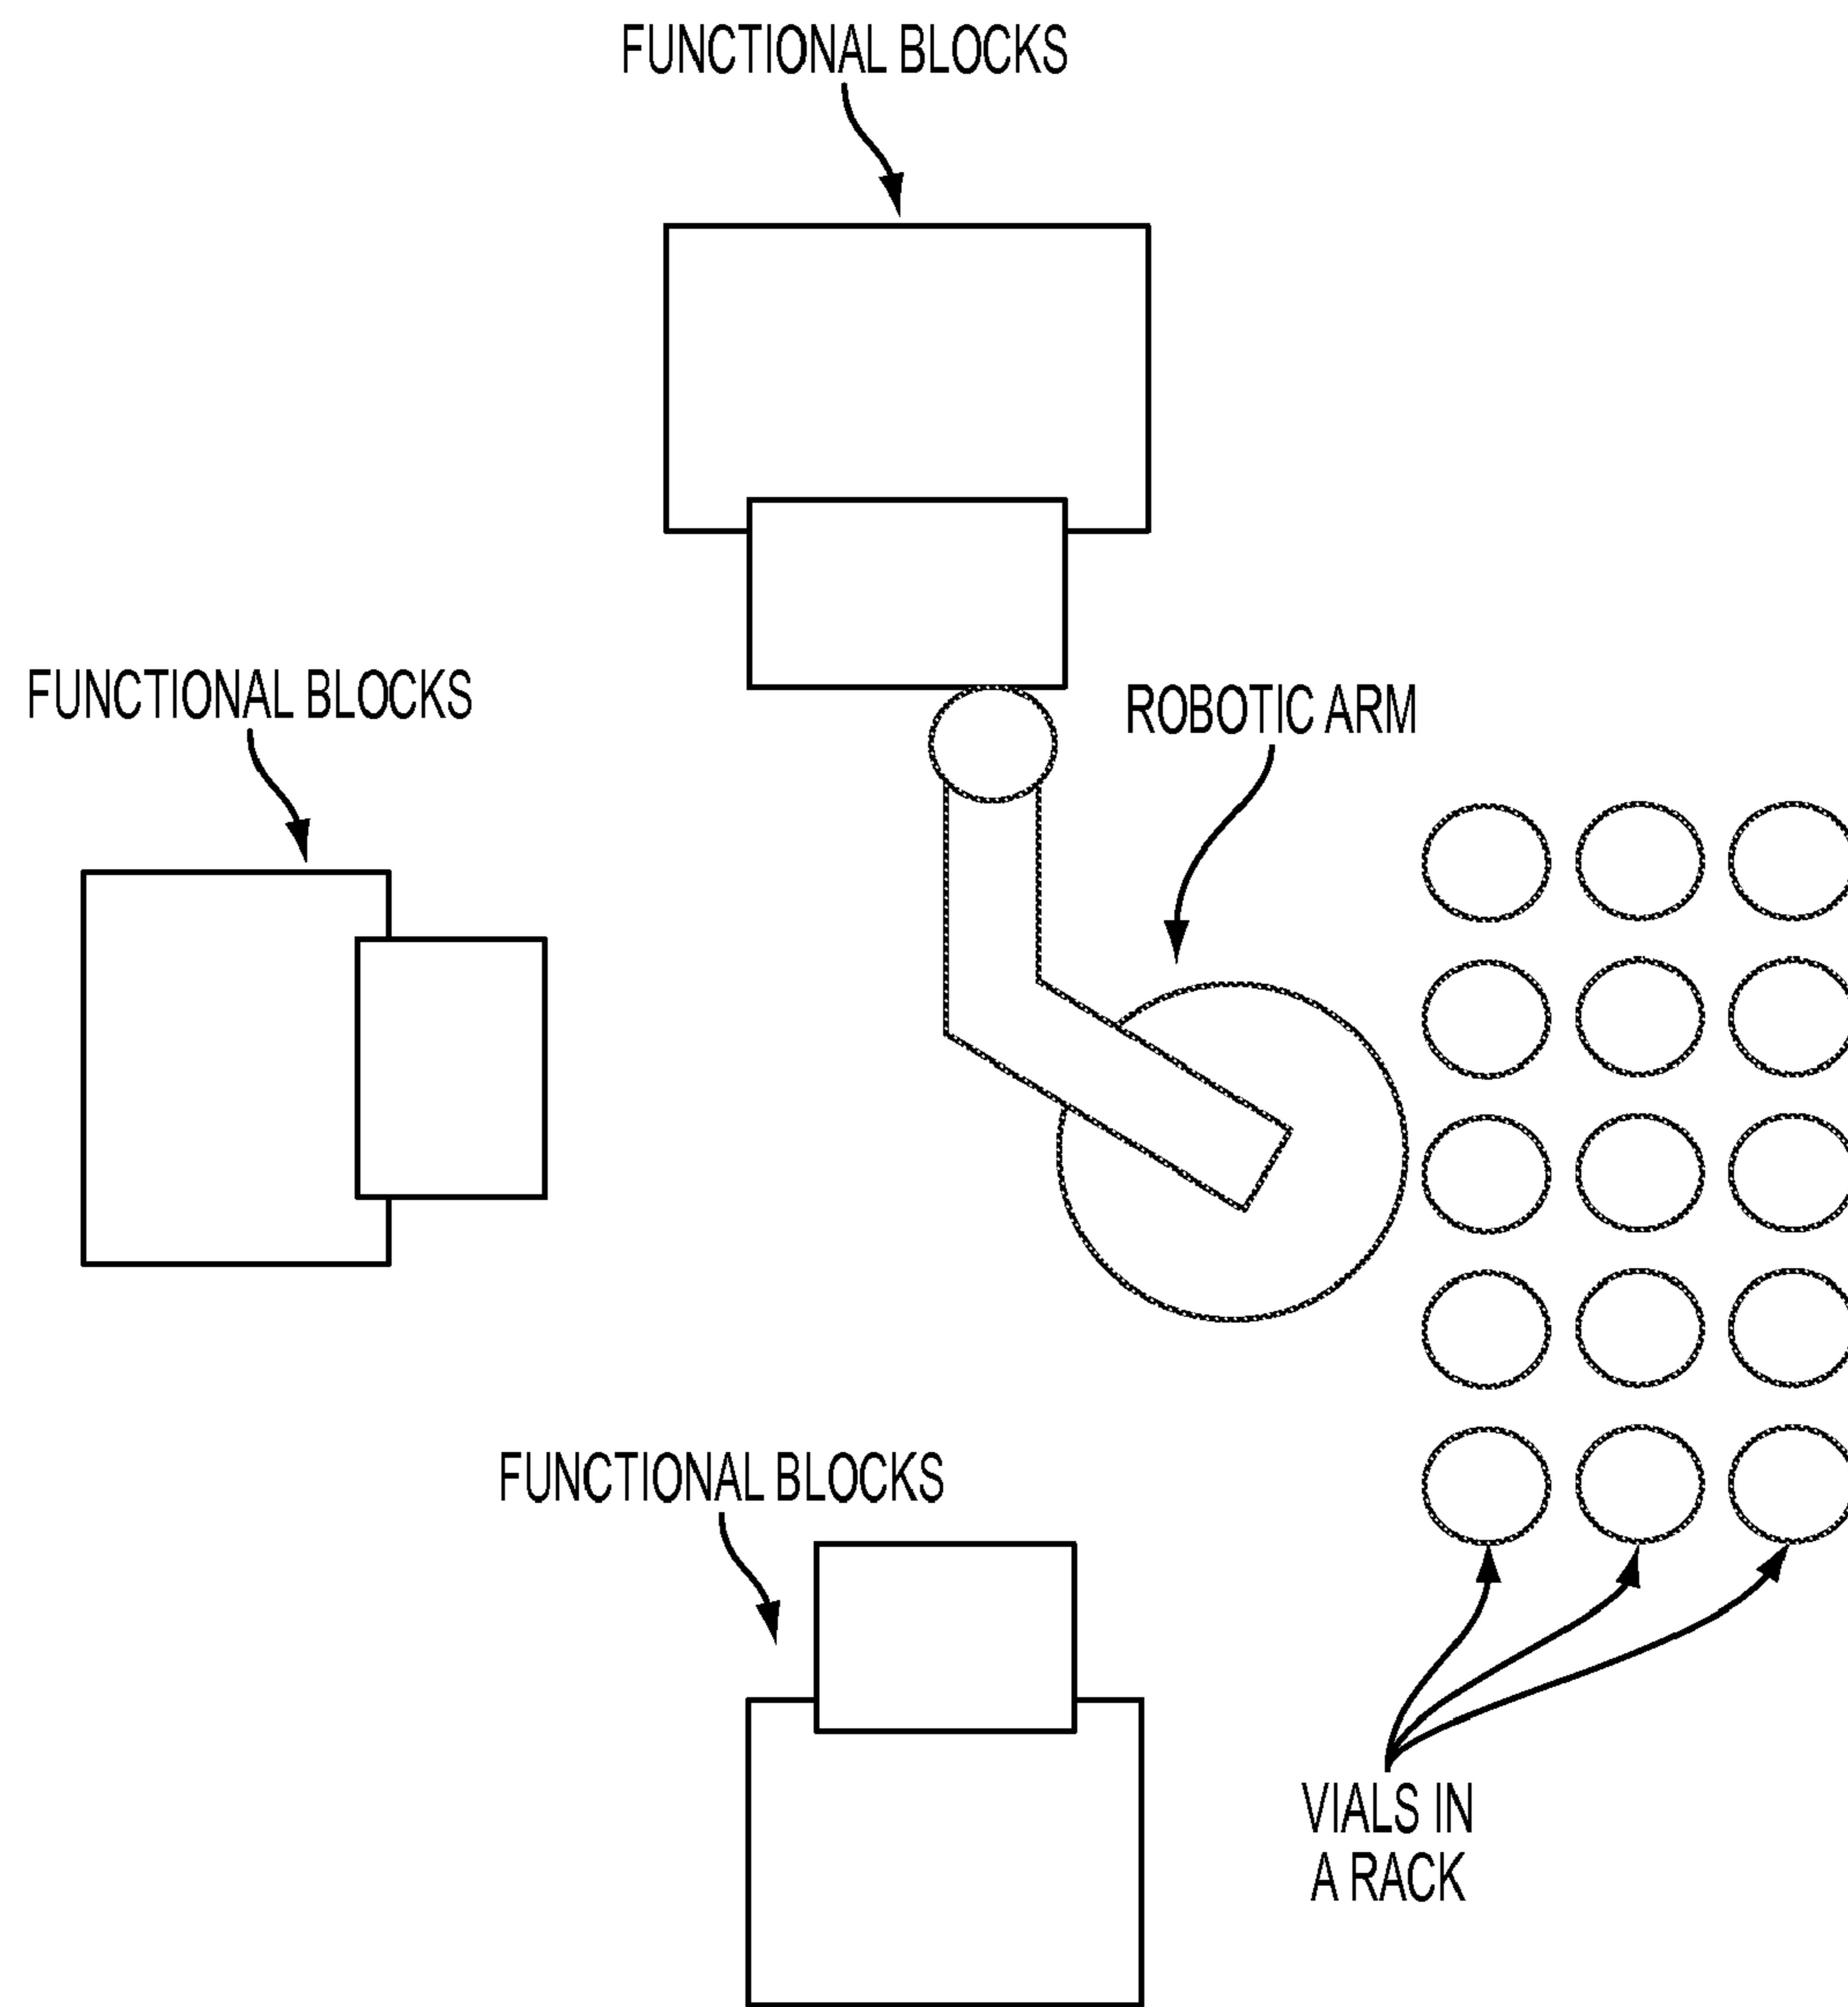 FUNCTIONAL BLOCKS
FUNCTIONAL BLOCKS
ROBOTIC ARM
FUNCTIONAL BLOCKS
VIALS IN
A RACK